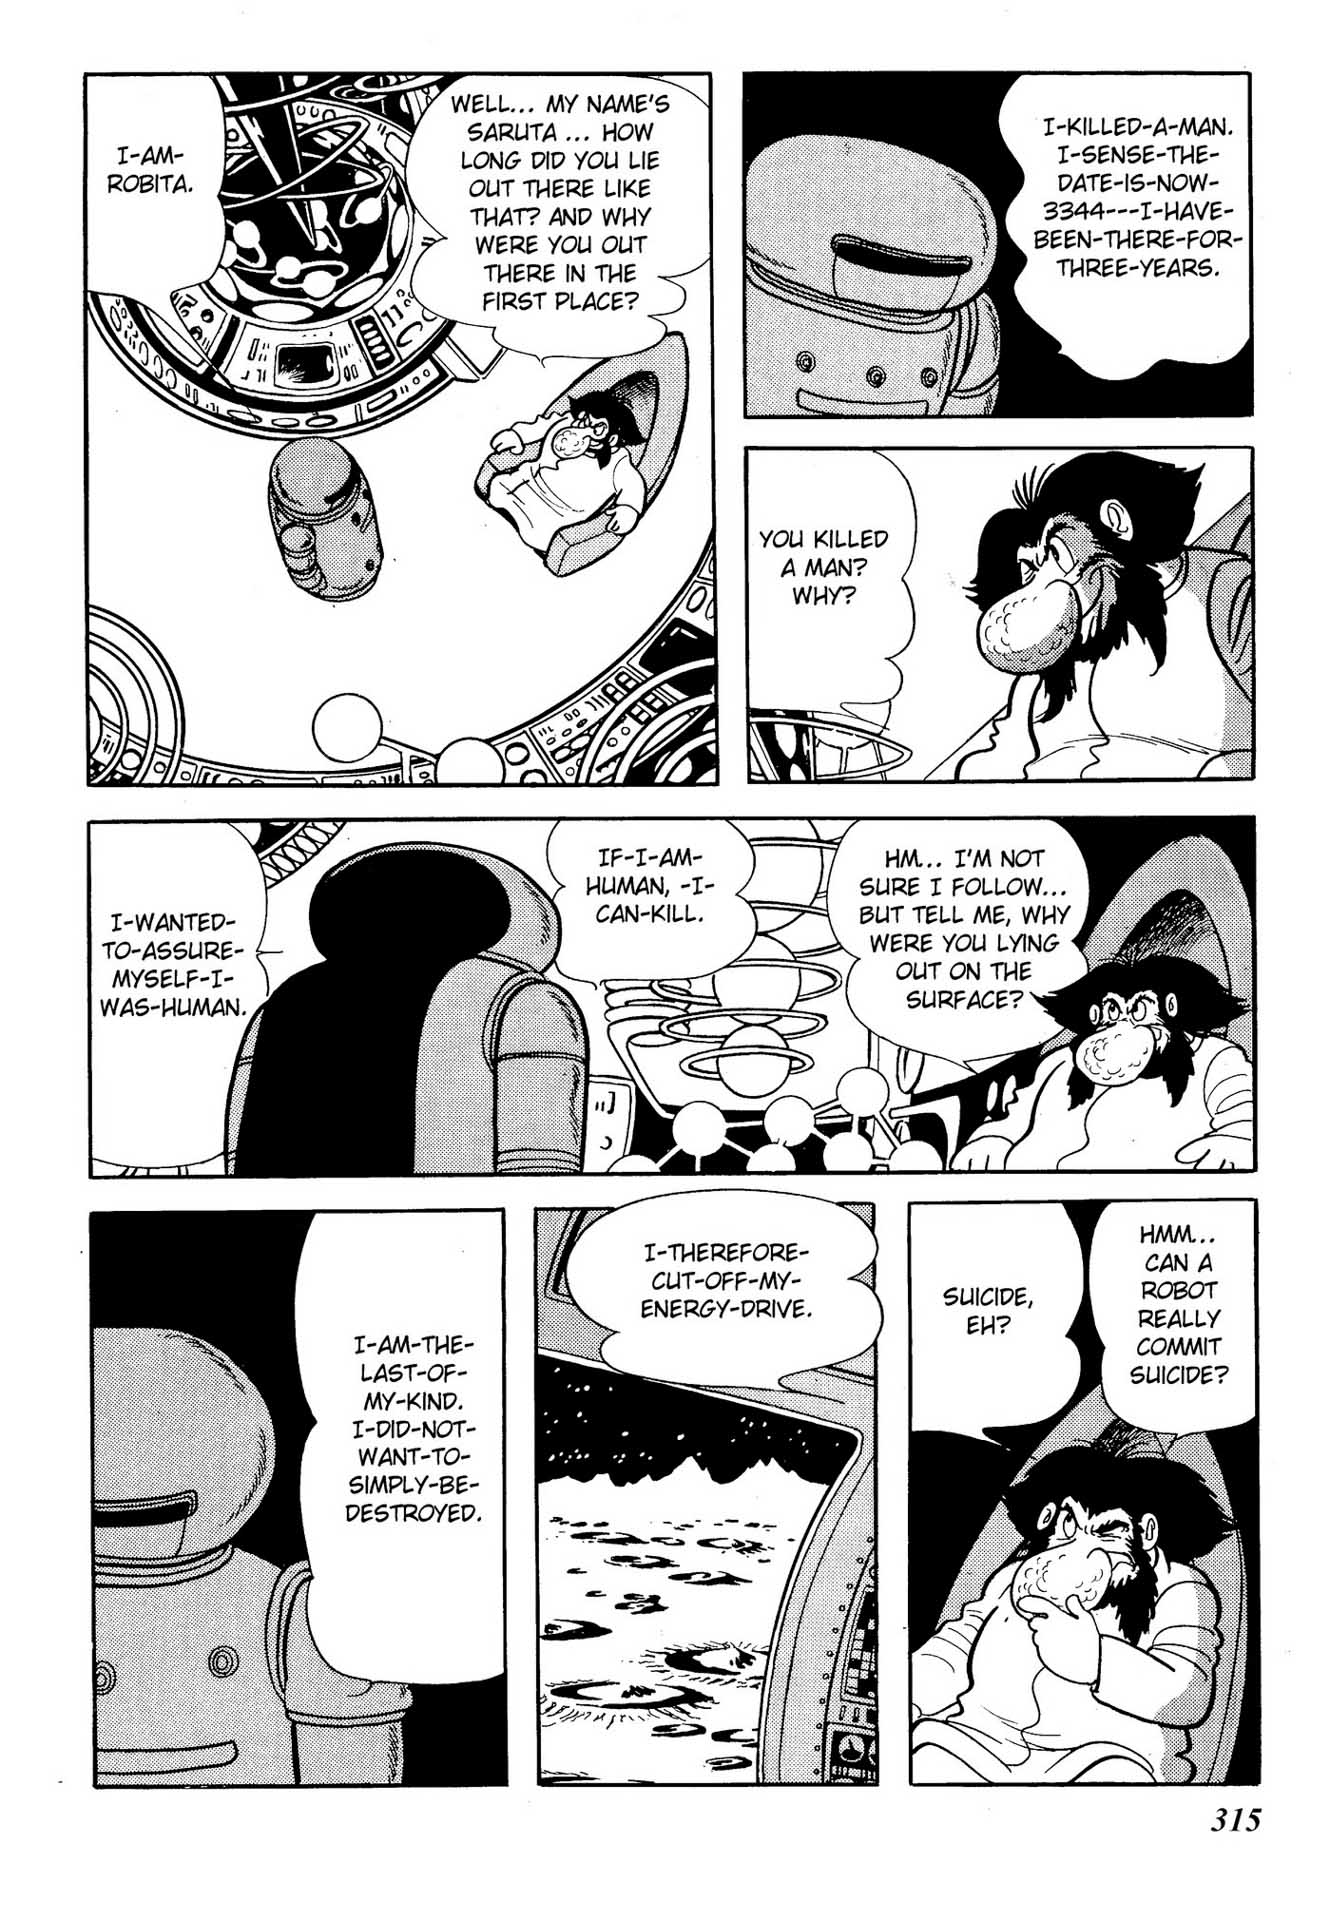 I-AM-
ROBITA.
WELL... MY NAME'S
SARUTA ... HOW
LONG DID YOU LIE
OUT THERE LIKE
THAT? AND WHY
WERE YOU OUT
THERE IN THE
FIRST PLACE?
I-KILLED-A-MAN.
I-SENSE-THE-
DATE-IS-NOW-
3344---I-HAVE-
BEEN-THERE-FOR-
THREE-YEARS.
YOU KILLED
A MAN?
WHY?
I-WANTED-
TO-ASSURE-
MYSELF-I-
WAS-HUMAN.
IF-I-AM-
HUMAN, -I-
CAN-KILL.
HM... I'M NOT
SURE I FOLLOW...
BUT TELL ME, WHY
WERE YOU LYING
OUT ON THE
SURFACE?
I-AM-THE-
LAST-OF-
MY-KIND.
I-DID-NOT-
WANT-TO-
SIMPLY-BE-
DESTROYED.
I-THEREFORE-
CUT-OFF-MY-
ENERGY-DRIVE.
SUICIDE,
EH?
HMM...
CAN A
ROBOT
REALLY
COMMIT
SUICIDE?
315